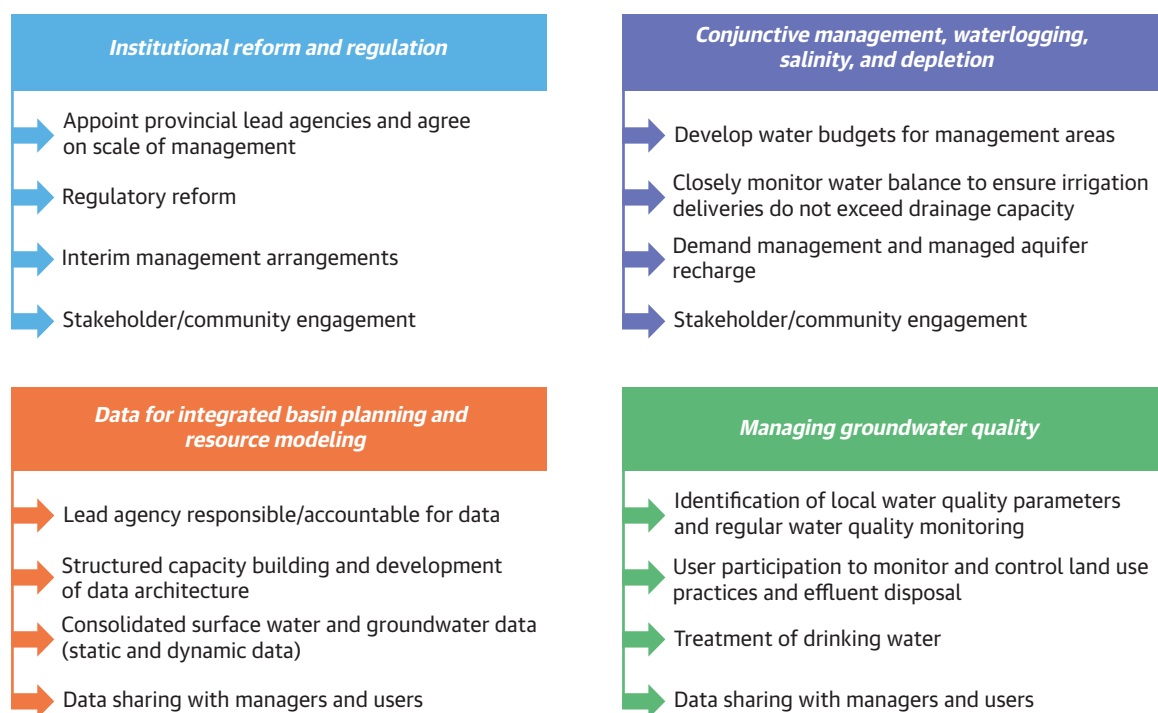 Institutional reform and regulation
Appoint provincial lead agencies and agree
on scale of management
Regulatory reform
Interim management arrangements
Stakeholder/community engagement
Conjunctive management, waterlogging,
salinity, and depletion
Develop water budgets for management areas
Closely monitor water balance to ensure irrigation
deliveries do not exceed drainage capacity
Demand management and managed aquifer
recharge
Stakeholder/community engagement
Data for integrated basin planning and
resource modeling
Lead agency responsible/accountable for data
Structured capacity building and development
of data architecture
Consolidated surface water and groundwater data
(static and dynamic data)
Data sharing with managers and users
Managing groundwater quality
Identification of local water quality parameters
and regular water quality monitoring
User participation to monitor and control land use
practices and effluent disposal
Treatment of drinking water
Data sharing with managers and users